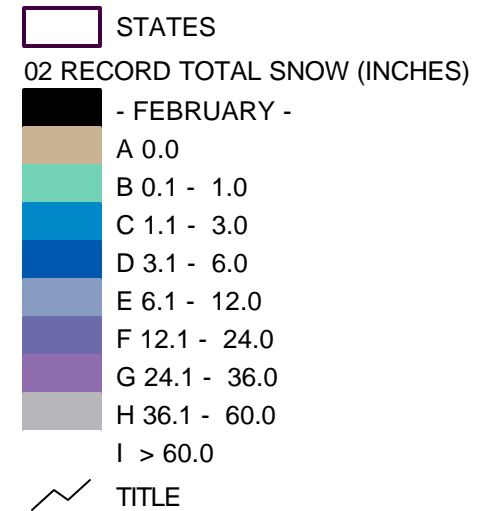 STATES
02 RECORD TOTAL SNOW (INCHES)
- FEBRUARY -
A 0.0
B 0.1 - 1.0
C 1.1 - 3.0
D 3.1 - 6.0
E 6.1 - 12.0
F 12.1 - 24.0
G 24.1 - 36.0
H 36.1 - 60.0
I > 60.0
TITLE